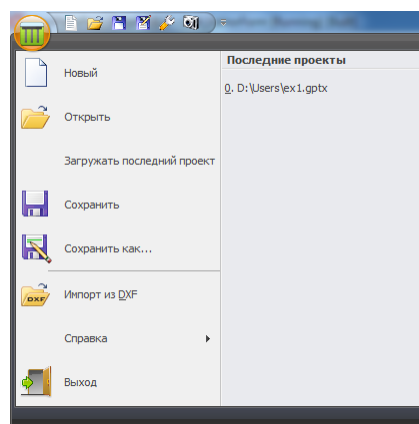 Последние проекты
Новый
0. D:\Users\ex1.gptx
Открыть
Загружать последний проект
Сохранить
Сохранить как...
DXF
Импорт из DXF
Справка
Выход